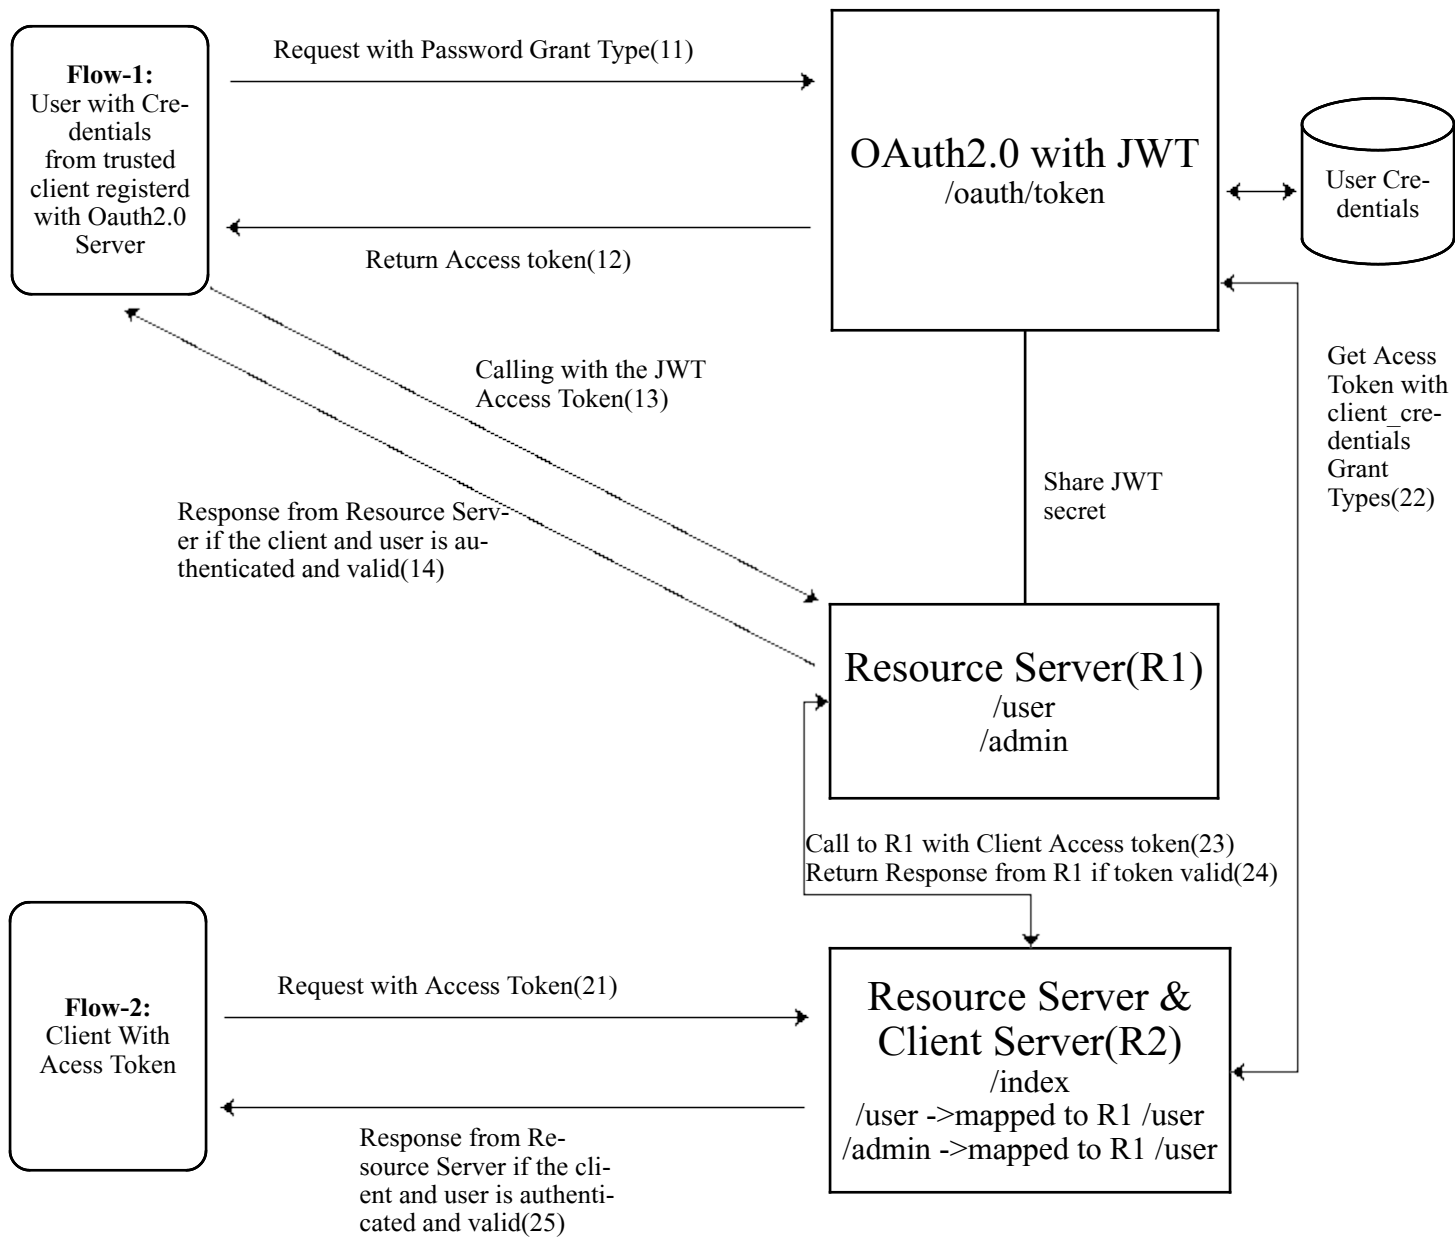 Request with Password Grant Type(11)
Flow-1:
User with Cre-
dentials
from trusted
client registerd
with Oauth2.0
Server
OAuth2.0 with JWT
/oauth/token
User Cre-
dentials
Return Access token(12)
Calling with the JWT
Access Token(13)
Get Acess
Token with
client_cre-
dentials
Grant
Types(22)
Share JWT
secret
Response from Resource Serv-
er if the client and user is au-
thenticated and valid(14)
Resource Server(R1)
/user
/admin
Call to R1 with Client Access token(23)
Return Response from R1 if token valid(24)
Request with Access Token(21)
Flow-2:
Client With
Acess Token
Resource Server &
Client Server(R2)
/index
/user ->mapped to R1 /user
/admin ->mapped to R1 /user
Response from Re-
source Server if the cli-
ent and user is authenti-
cated and valid(25)